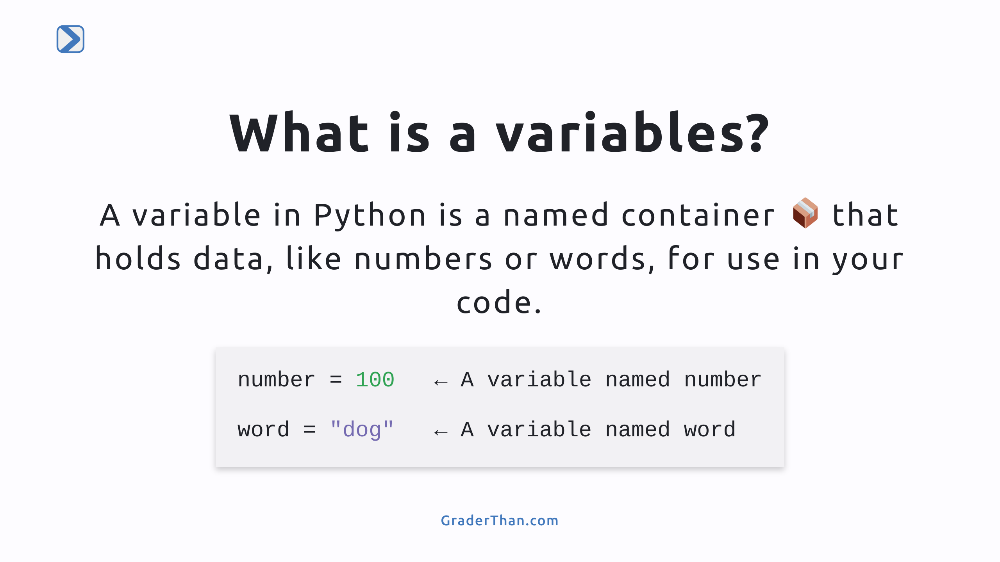 What is a variables?
A variable in Python is a named container 📦 that
holds data, like numbers or words, for use in your
code.
number = 100   ← A variable named number
word = "dog"   ← A variable named word
GraderThan.com